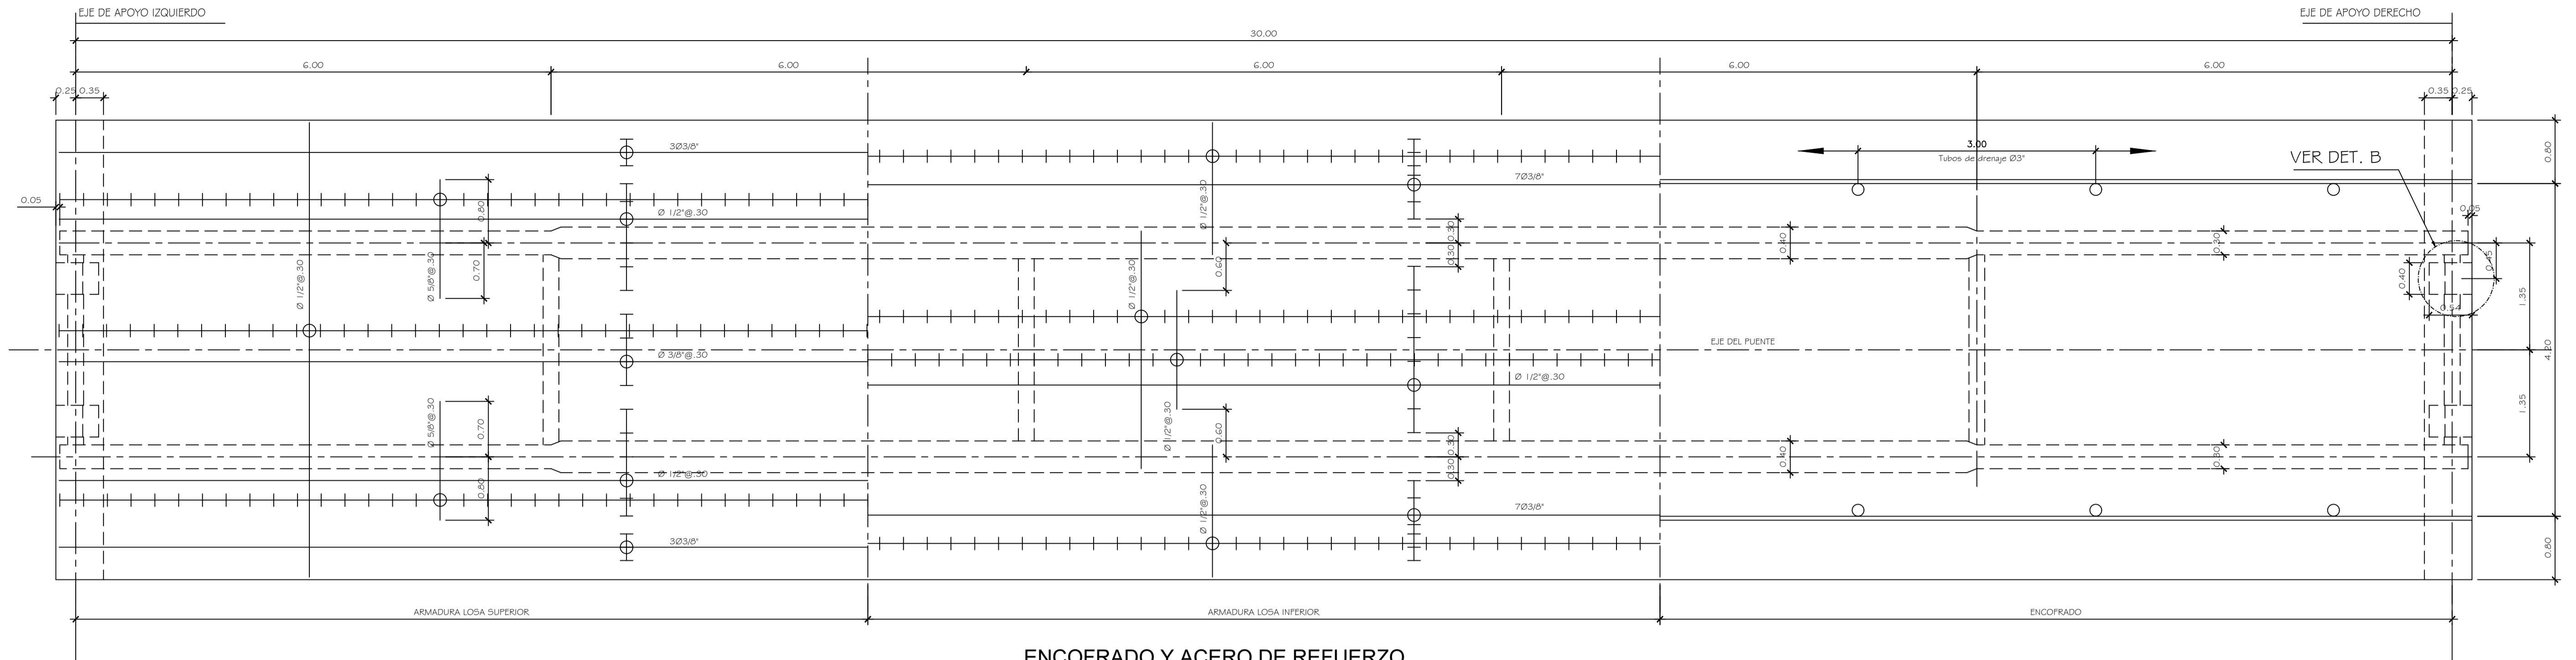 EJE DE APOYO IZQUIERDO
EJE DE APOYO DERECHO
30.00
6.00
6.00
6.00
6.00
6.00
0.25
0.35
0.35
0.25
3Ø3/8"
Ø 1/2"@.30
7Ø3/8"
3.00
Tubos de drenaje Ø3"
VER DET. B
0.80
0.05
0.80
Ø 1/2"@.30
0.05
0.30
0.30
0.40
0.30
0.45
0.70
Ø 5/8"@.30
Ø 1/2"@.30
Ø 1/2"@.30
0.60
0.40
0.54
1.35
EJE DEL PUENTE
4.20
Ø 3/8"@.30
Ø 1/2"@.30
Ø 5/8"@.30
0.70
Ø 1/2"@.30
0.60
1.35
0.30
0.30
0.40
0.30
Ø 1/2"@.30
0.80
Ø 1/2"@.30
7Ø3/8"
3Ø3/8"
0.80
ARMADURA LOSA SUPERIOR
ARMADURA LOSA INFERIOR
ENCOFRADO
ENCOFRADO Y ACERO DE REFUERZO